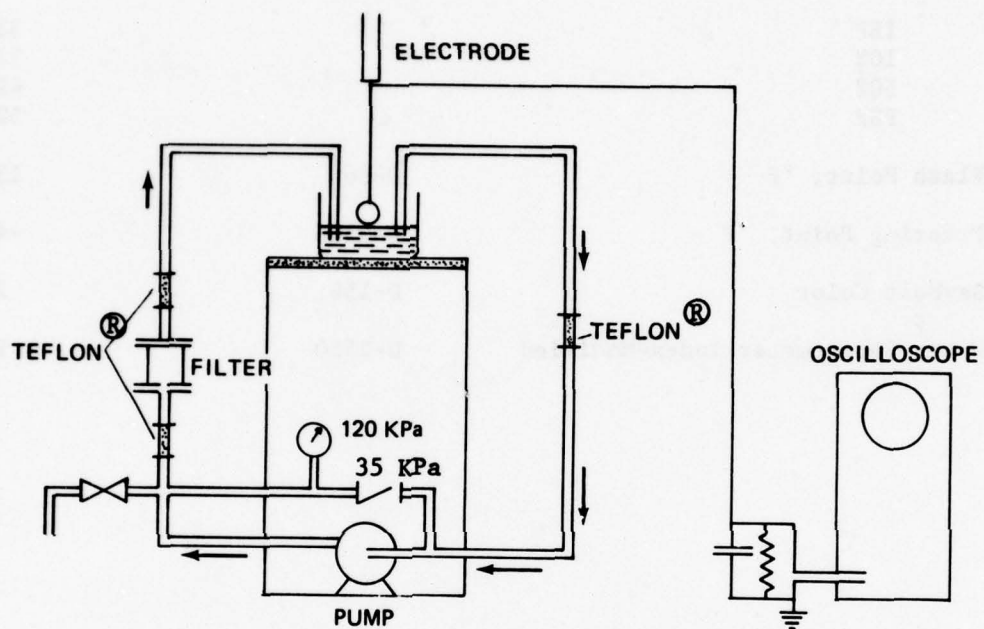 ELECTRODE
®
TEFLON
FILTER
TEFLON ®
OSCILLOSCOPE
120 KPa
35 KPa
PUMP